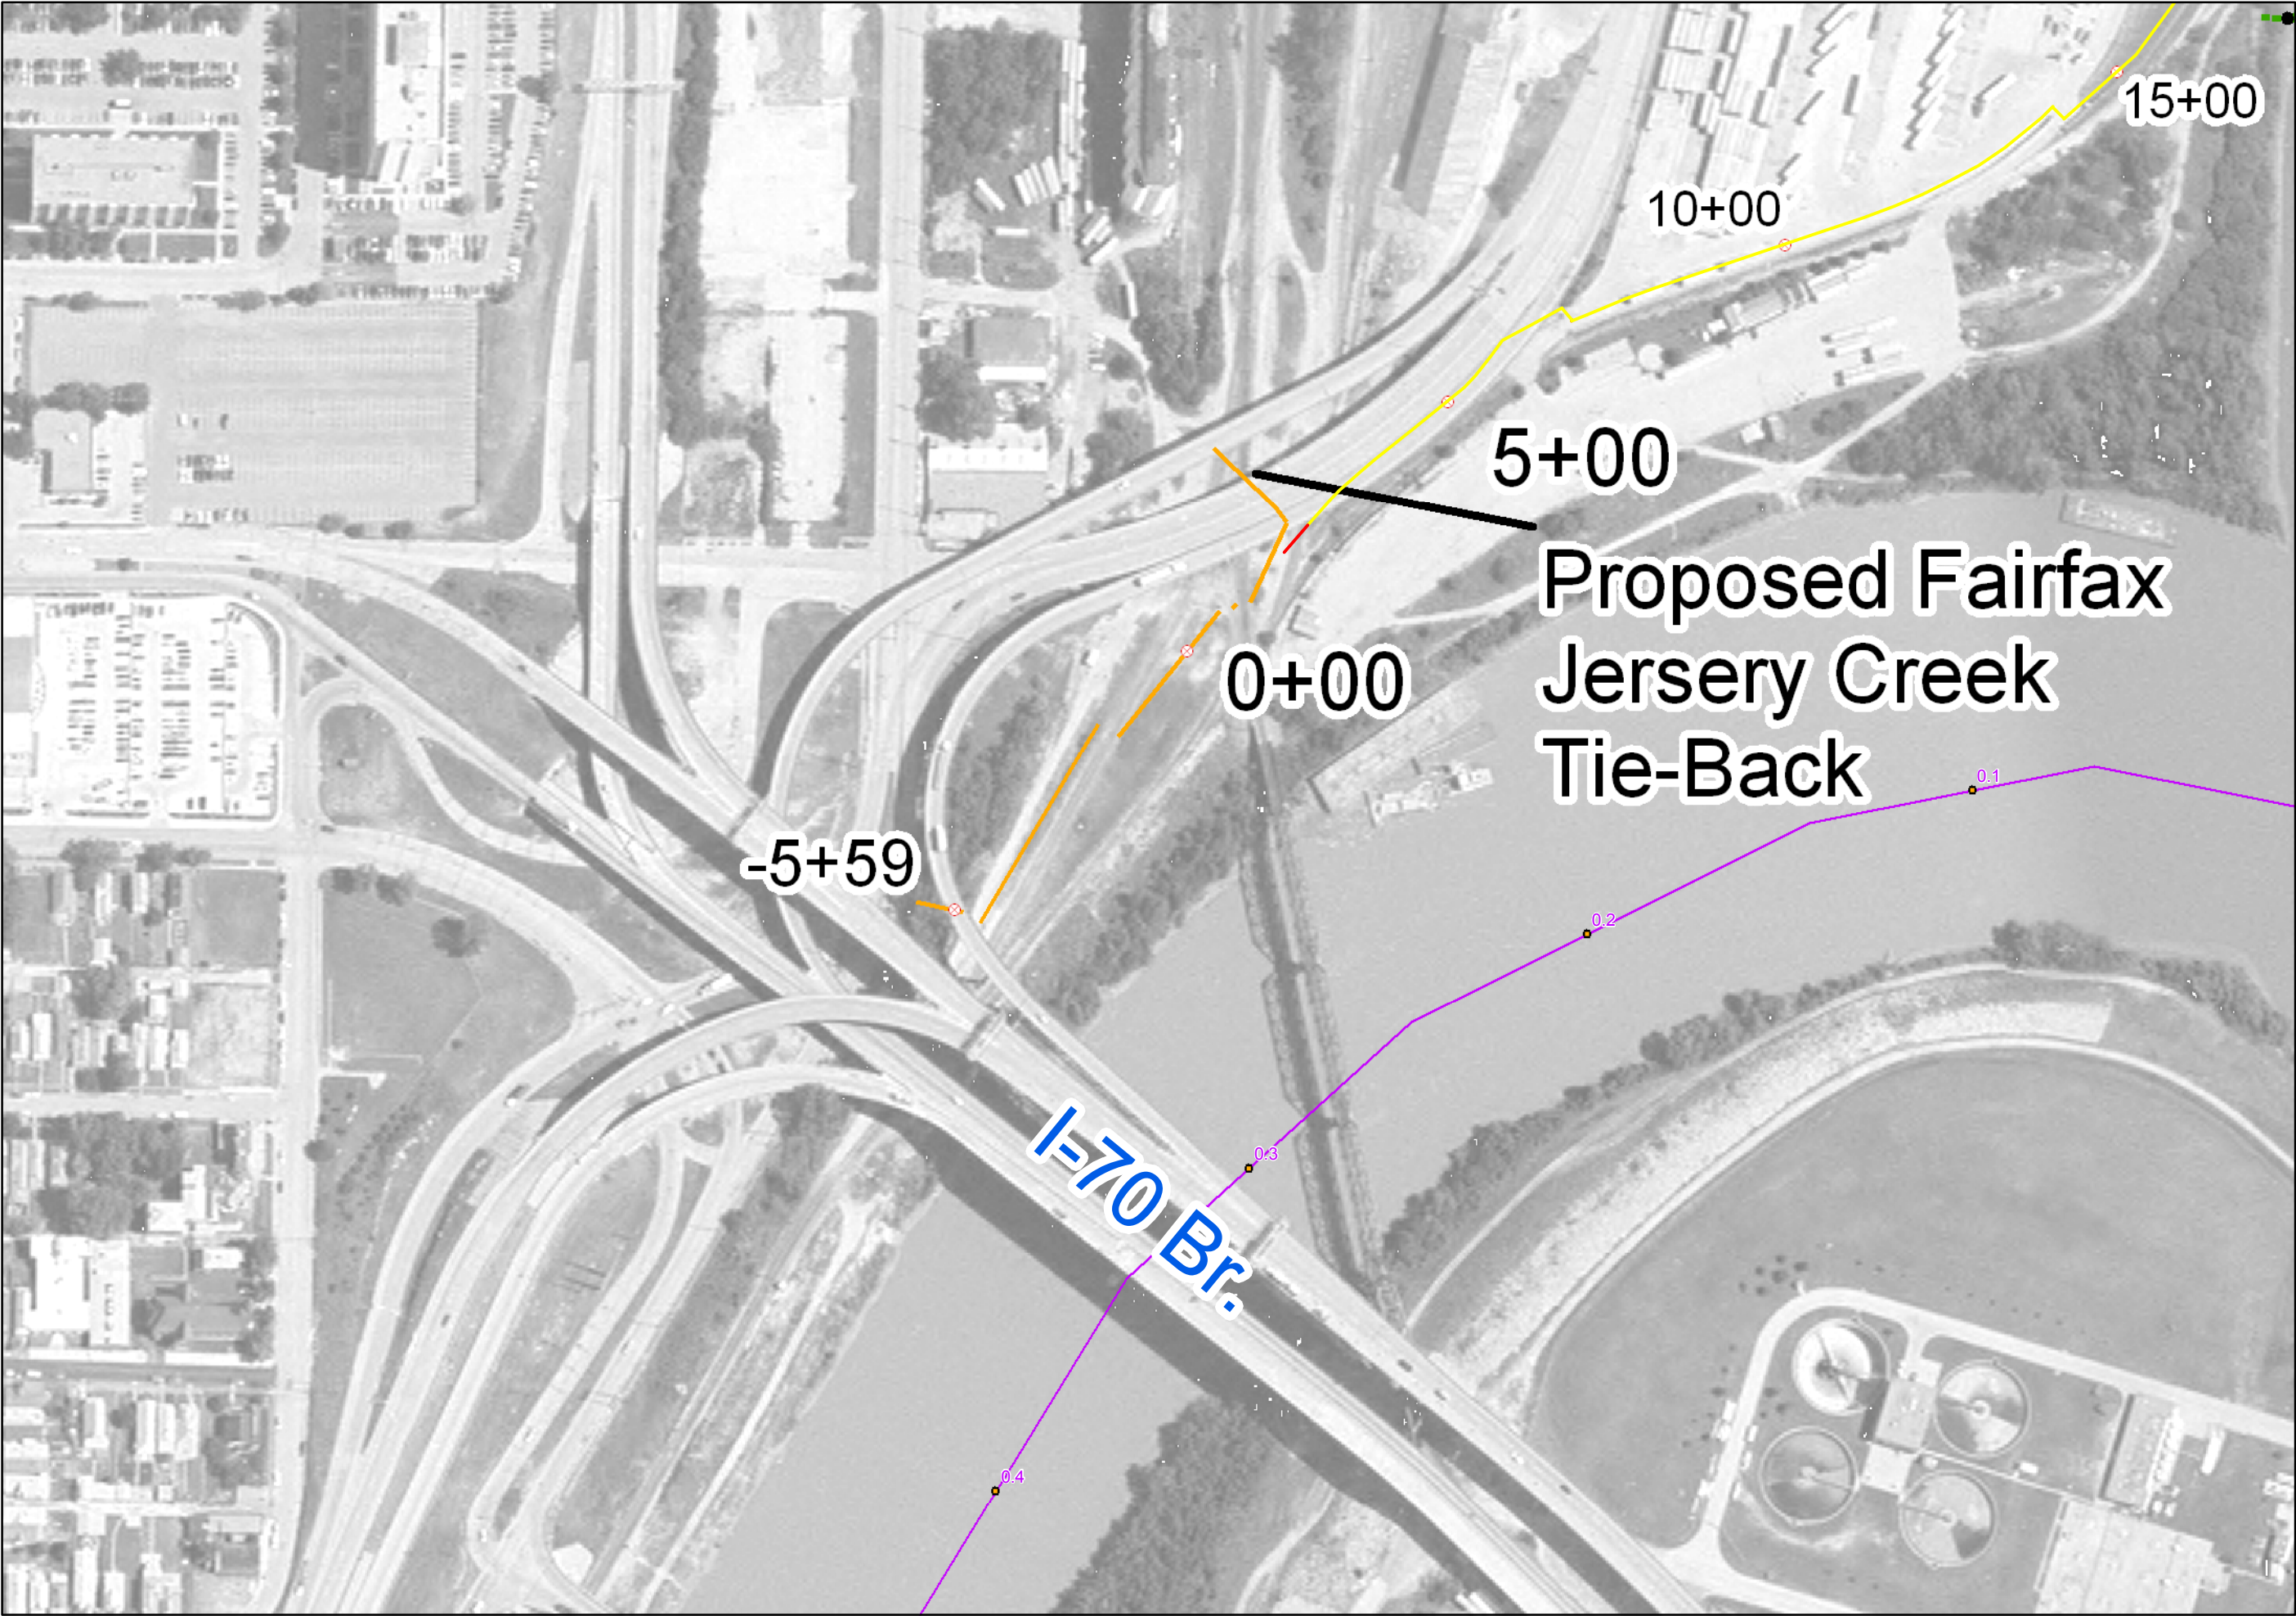 15+00
10+00
5+00
Proposed Fairfax
Jersery Creek
Tie-Back
0+00
0.1
-5+59
0.2
I-70 Br.
0.3
0.4